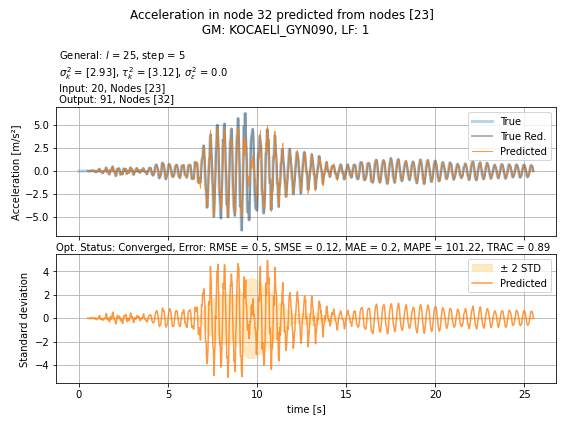 Acceleration in node 32 predicted from nodes [23]
GM: KOCAELI_GYN090, LF: 1
General: l = 25, step = 5
σ²ₖ = [2.93], τ²ₖ = [3.12], σ²ε = 0.0
Input: 20, Nodes [23]
Output: 91, Nodes [32]
True
True Red.
Predicted
Acceleration [m/s²]
5.0
2.5
0.0
−2.5
−5.0
Opt. Status: Converged, Error: RMSE = 0.5, SMSE = 0.12, MAE = 0.2, MAPE = 101.22, TRAC = 0.89
± 2 STD
Predicted
Standard deviation
4
2
0
−2
−4
0 5 10 15 20 25
time [s]